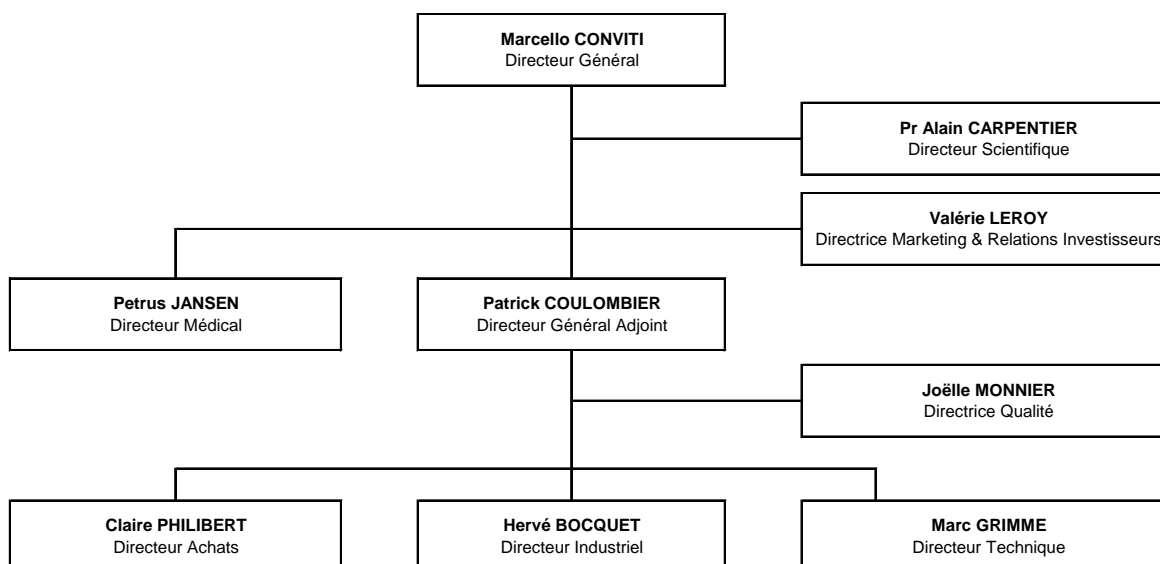 Marcello CONVITI
Directeur Général
Pr Alain CARPENTIER
Directeur Scientifique
Valérie LEROY
Directrice Marketing & Relations Investisseurs
Petrus JANSEN
Directeur Médical
Patrick COULOMBIER
Directeur Général Adjoint
Joëlle MONNIER
Directrice Qualité
Claire PHILIBERT
Directeur Achats
Hervé BOCQUET
Directeur Industriel
Marc GRIMME
Directeur Technique